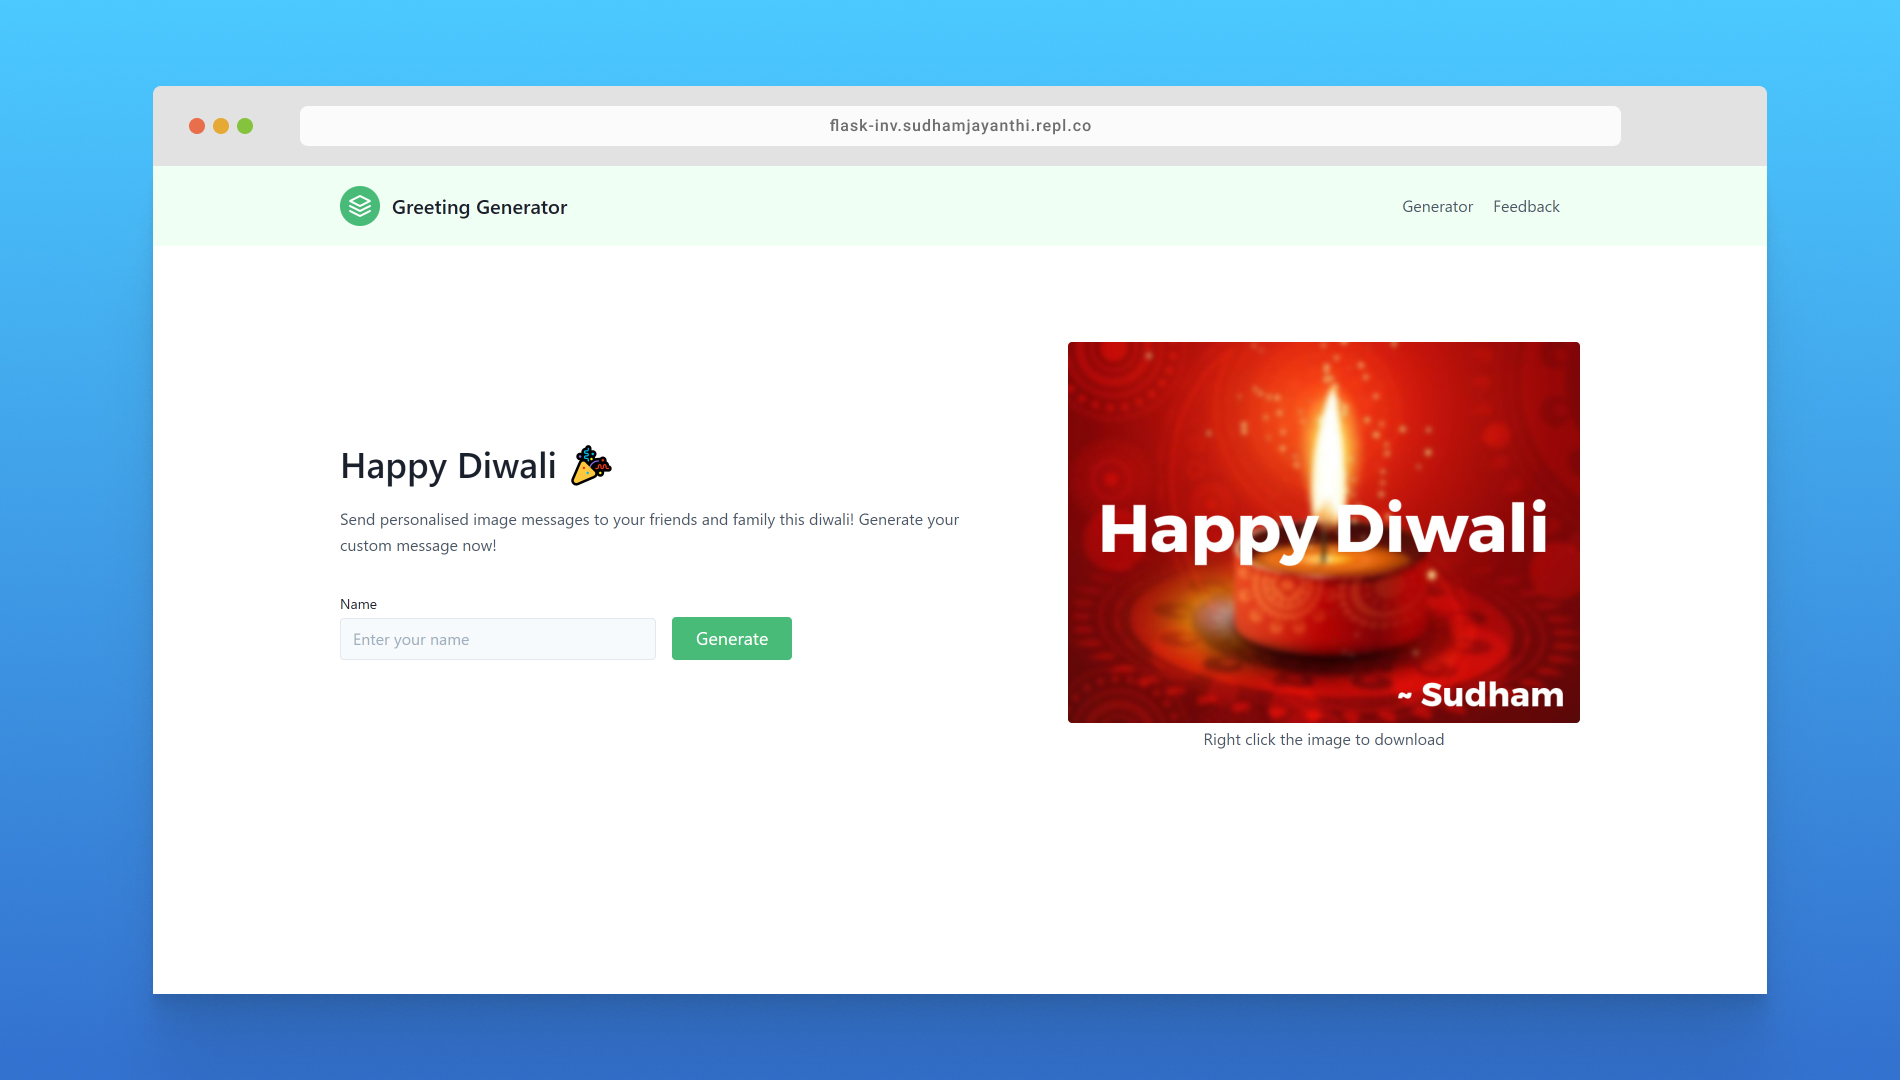 flask-inv.sudhamjayanthi.repl.co
Greeting Generator
Generator
Feedback
Happy Diwali 🎉
Send personalised image messages to your friends and family this diwali! Generate your
custom message now!
Name
Enter your name
Generate
Happy Diwali
~ Sudham
Right click the image to download